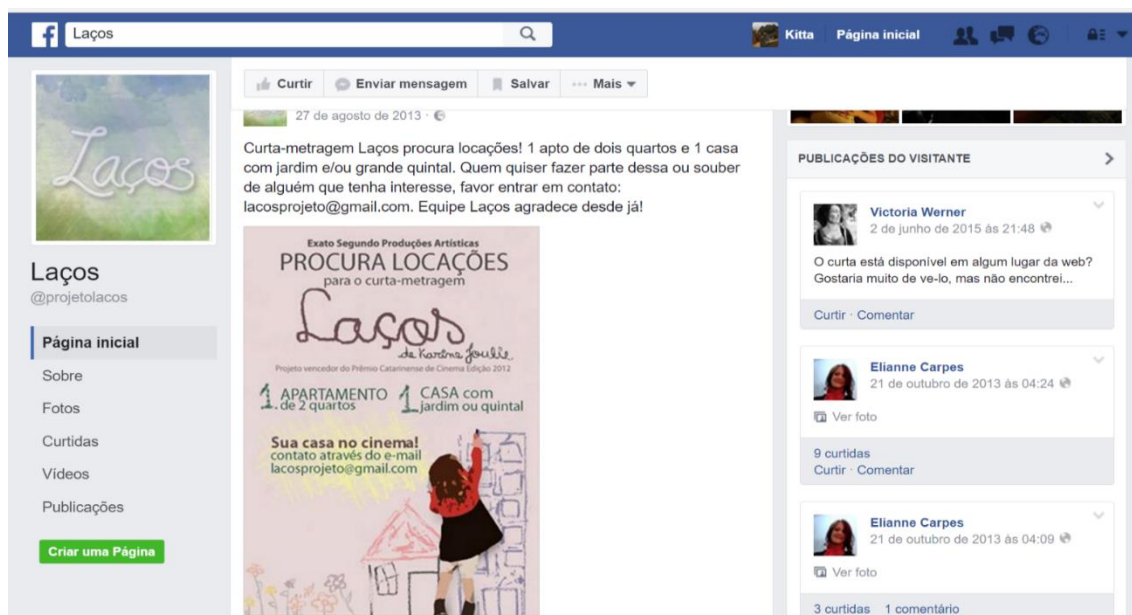 Laços
Kitta
Página inicial
Laços
Laços
@projetolacos
Página inicial
Sobre
Fotos
Curtidas
Vídeos
Publicações
Criar uma Página
Curtir
Enviar mensagem
Salvar
Mais
27 de agosto de 2013
Curta-metragem Laços procura locações! 1 apto de dois quartos e 1 casa
com jardim e/ou grande quintal. Quem quiser fazer parte dessa ou souber
de alguém que tenha interesse, favor entrar em contato:
lacosprojeto@gmail.com. Equipe Laços agradece desde já!
Exato Segundo Produções Artísticas
PROCURA LOCAÇÕES
para o curta-metragem
Laços
de Karine Joulie
Projeto vencedor do Prêmio Catarinense de Cinema Edição 2012
1 APARTAMENTO
de 2 quartos
1 CASA com
jardim ou quintal
Sua casa no cinema!
contato através do e-mail
lacosprojeto@gmail.com
PUBLICAÇÕES DO VISITANTE
Victoria Werner
2 de junho de 2015 às 21:48
O curta está disponível em algum lugar da web?
Gostaria muito de ve-lo, mas não encontrei...
Curtir · Comentar
Elianne Carpes
21 de outubro de 2013 às 04:24
Ver foto
9 curtidas
Curtir · Comentar
Elianne Carpes
21 de outubro de 2013 às 04:09
Ver foto
3 curtidas 1 comentário